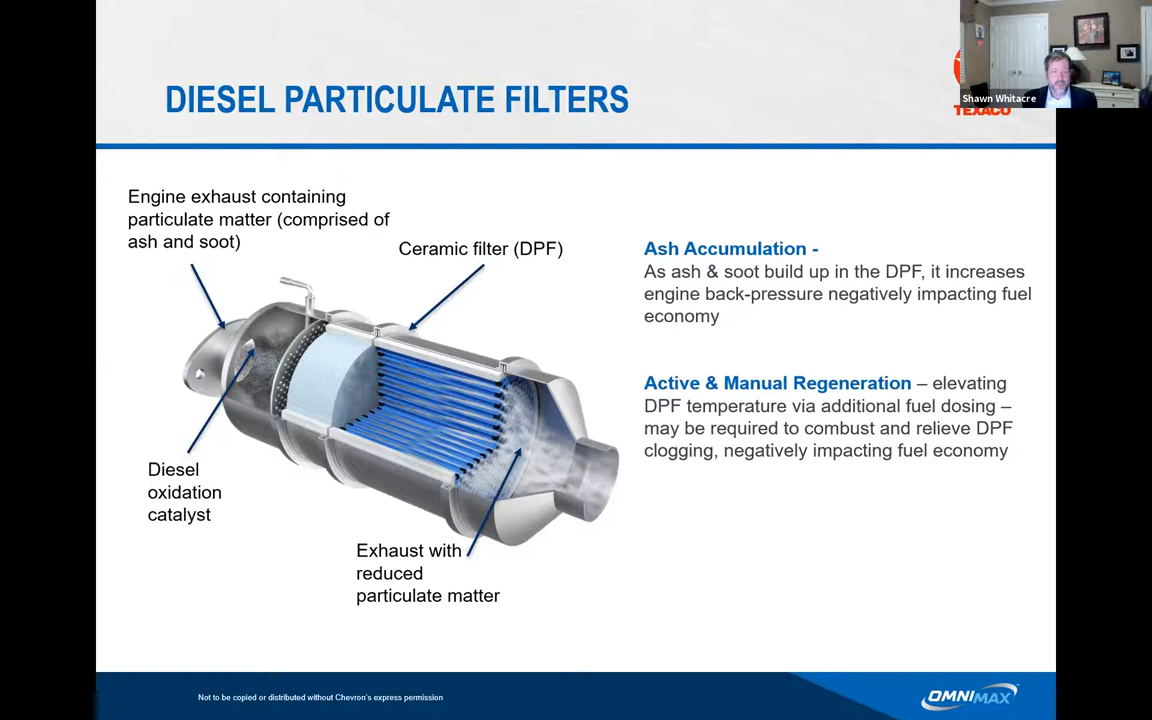 DIESEL PARTICULATE FILTERS
Shawn Whitacre
TEXACO
Engine exhaust containing
particulate matter (comprised of
ash and soot)
Ceramic filter (DPF)
Diesel
oxidation
catalyst
Exhaust with
reduced
particulate matter
Ash Accumulation -
As ash & soot build up in the DPF, it increases
engine back-pressure negatively impacting fuel
economy
Active & Manual Regeneration – elevating
DPF temperature via additional fuel dosing –
may be required to combust and relieve DPF
clogging, negatively impacting fuel economy
Not to be copied or distributed without Chevron's express permission
OMNIMAX